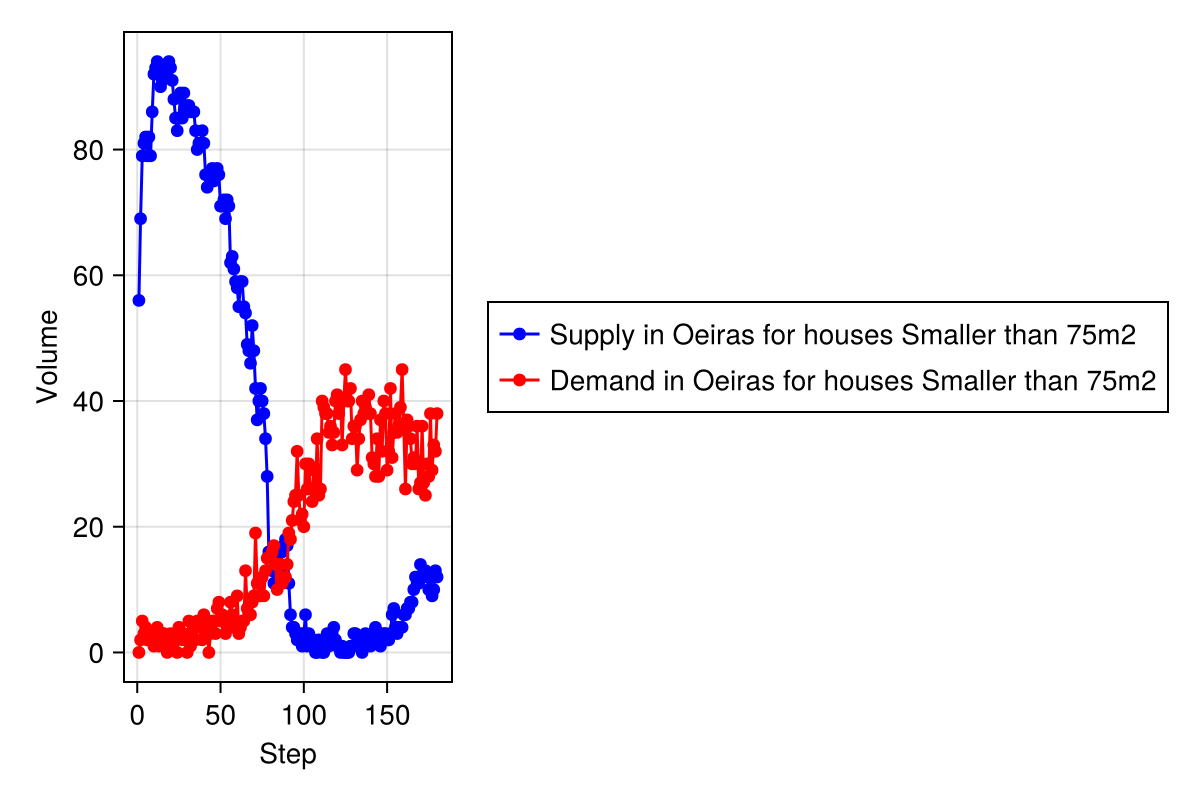 80
60
40
20
0
Volume
0 50 100 150
Step
Supply in Oeiras for houses Smaller than 75m2
Demand in Oeiras for houses Smaller than 75m2